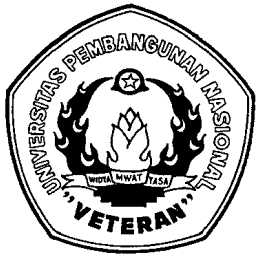 UNIVERSITAS PEMBANGUNAN NASIONAL
WIDYA MWAT YASA
"VETERAN"